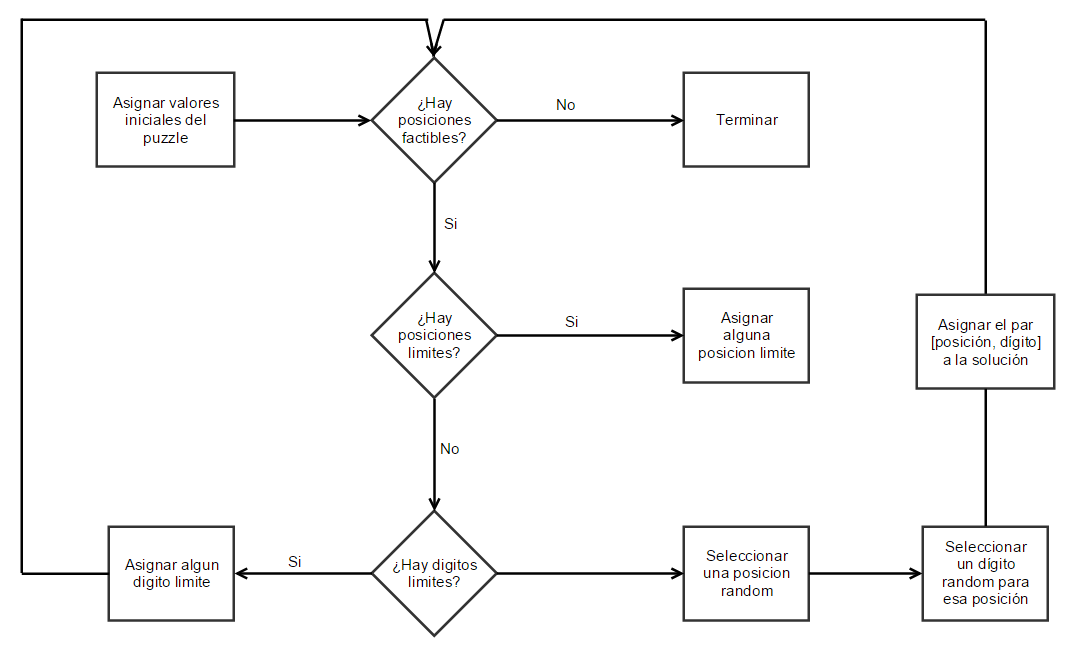 Asignar valores
iniciales del
puzzle
¿Hay
posiciones
factibles?
No
Terminar
Si
¿Hay
posiciones
limites?
Si
Asignar
alguna
posicion limite
Asignar el par
[posición, dígito]
a la solución
No
Asignar algun
digito limite
Si
¿Hay digitos
limites?
Seleccionar
una posicion
random
Seleccionar
un dígito
random para
esa posición